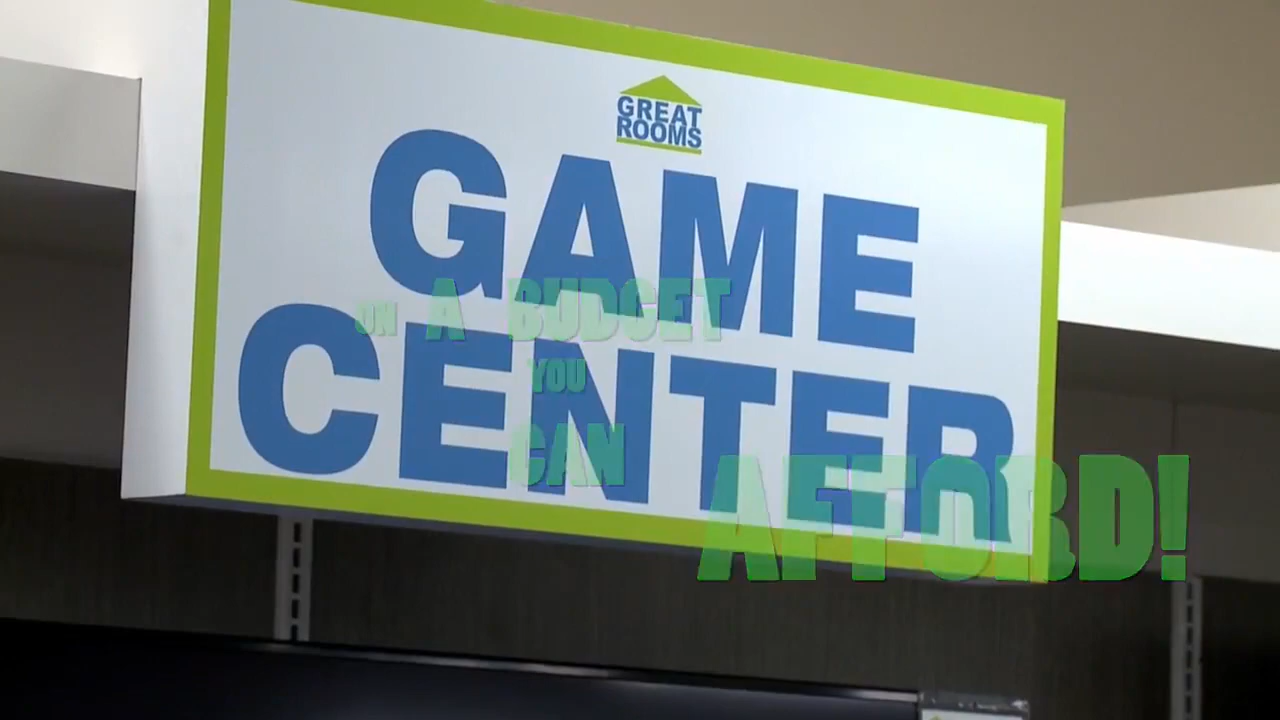 GREAT
ROOMS
GAME
CENTER
ON A BUDGET
YOU
CAN
AFFORD!